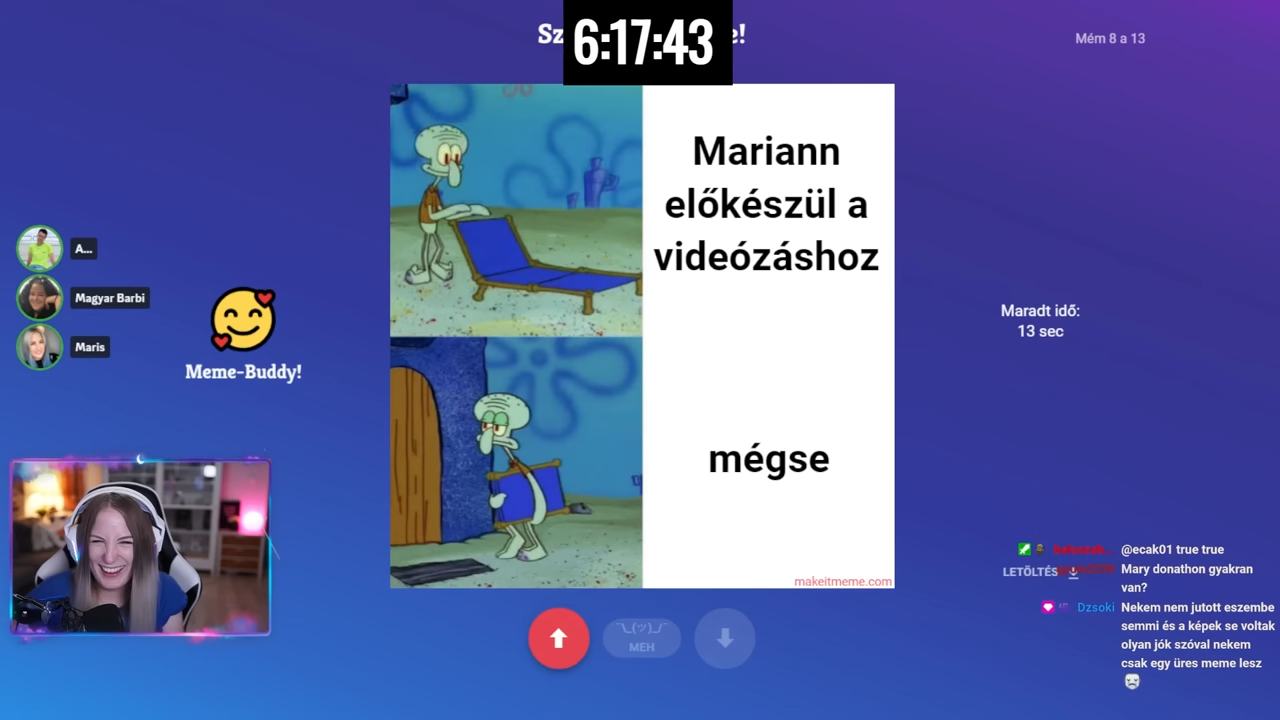 Sz
6:17:43
e!
Mém 8 a 13
Mariann
előkészül a
videózáshoz
mégse
makeitmeme.com
A...
Magyar Barbi
Maris
Meme-Buddy!
Maradt idő:
13 sec
¯\_(ツ)_/¯
MEH
LETÖLTÉS
@ecak01 true true
Mary donathon gyakran
van?
Dzsoki Nekem nem jutott eszembe
semmi és a képek se voltak
olyan jók szóval nekem
csak egy üres meme lesz